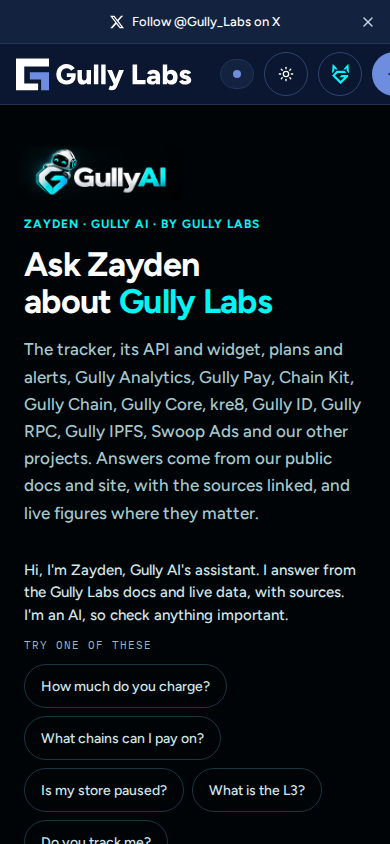 Follow @Gully_Labs on X
Gully Labs
GullyAI
ZAYDEN · GULLY AI · BY GULLY LABS
Ask Zayden
about Gully Labs
The tracker, its API and widget, plans and
alerts, Gully Analytics, Gully Pay, Chain Kit,
Gully Chain, Gully Core, kre8, Gully ID, Gully
RPC, Gully IPFS, Swoop Ads and our other
projects. Answers come from our public
docs and site, with the sources linked, and
live figures where they matter.
Hi, I'm Zayden, Gully AI's assistant. I answer from
the Gully Labs docs and live data, with sources.
I'm an AI, so check anything important.
TRY ONE OF THESE
How much do you charge?
What chains can I pay on?
Is my store paused?
What is the L3?
Do you track me?